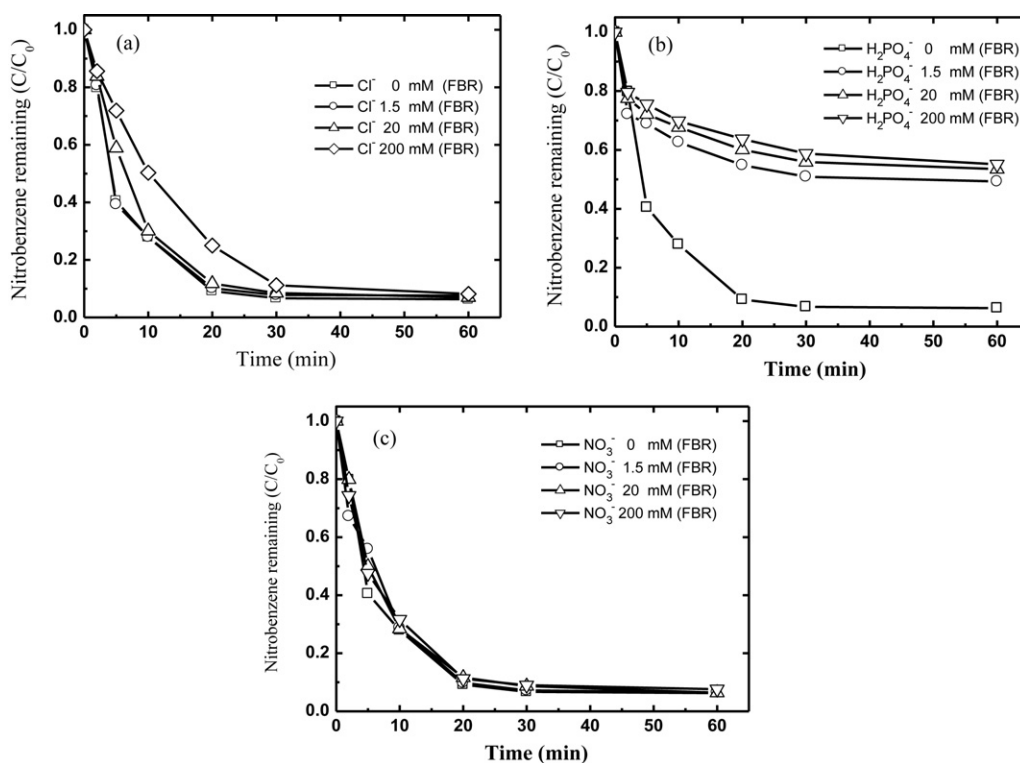 (a)
Nitrobenzene remaining (C/C₀)
1.0
0.8
0.6
0.4
0.2
0.0
Cl⁻ 0 mM (FBR)
Cl⁻ 1.5 mM (FBR)
Cl⁻ 20 mM (FBR)
Cl⁻ 200 mM (FBR)
0 10 20 30 40 50 60
Time (min)
(b)
Nitrobenzene remaining (C/C₀)
1.0
0.8
0.6
0.4
0.2
0.0
H₂PO₄⁻ 0 mM (FBR)
H₂PO₄⁻ 1.5 mM (FBR)
H₂PO₄⁻ 20 mM (FBR)
H₂PO₄⁻ 200 mM (FBR)
0 10 20 30 40 50 60
Time (min)
(c)
Nitrobenzene remaining (C/C₀)
1.0
0.8
0.6
0.4
0.2
0.0
NO₃⁻ 0 mM (FBR)
NO₃⁻ 1.5 mM (FBR)
NO₃⁻ 20 mM (FBR)
NO₃⁻ 200 mM (FBR)
0 10 20 30 40 50 60
Time (min)